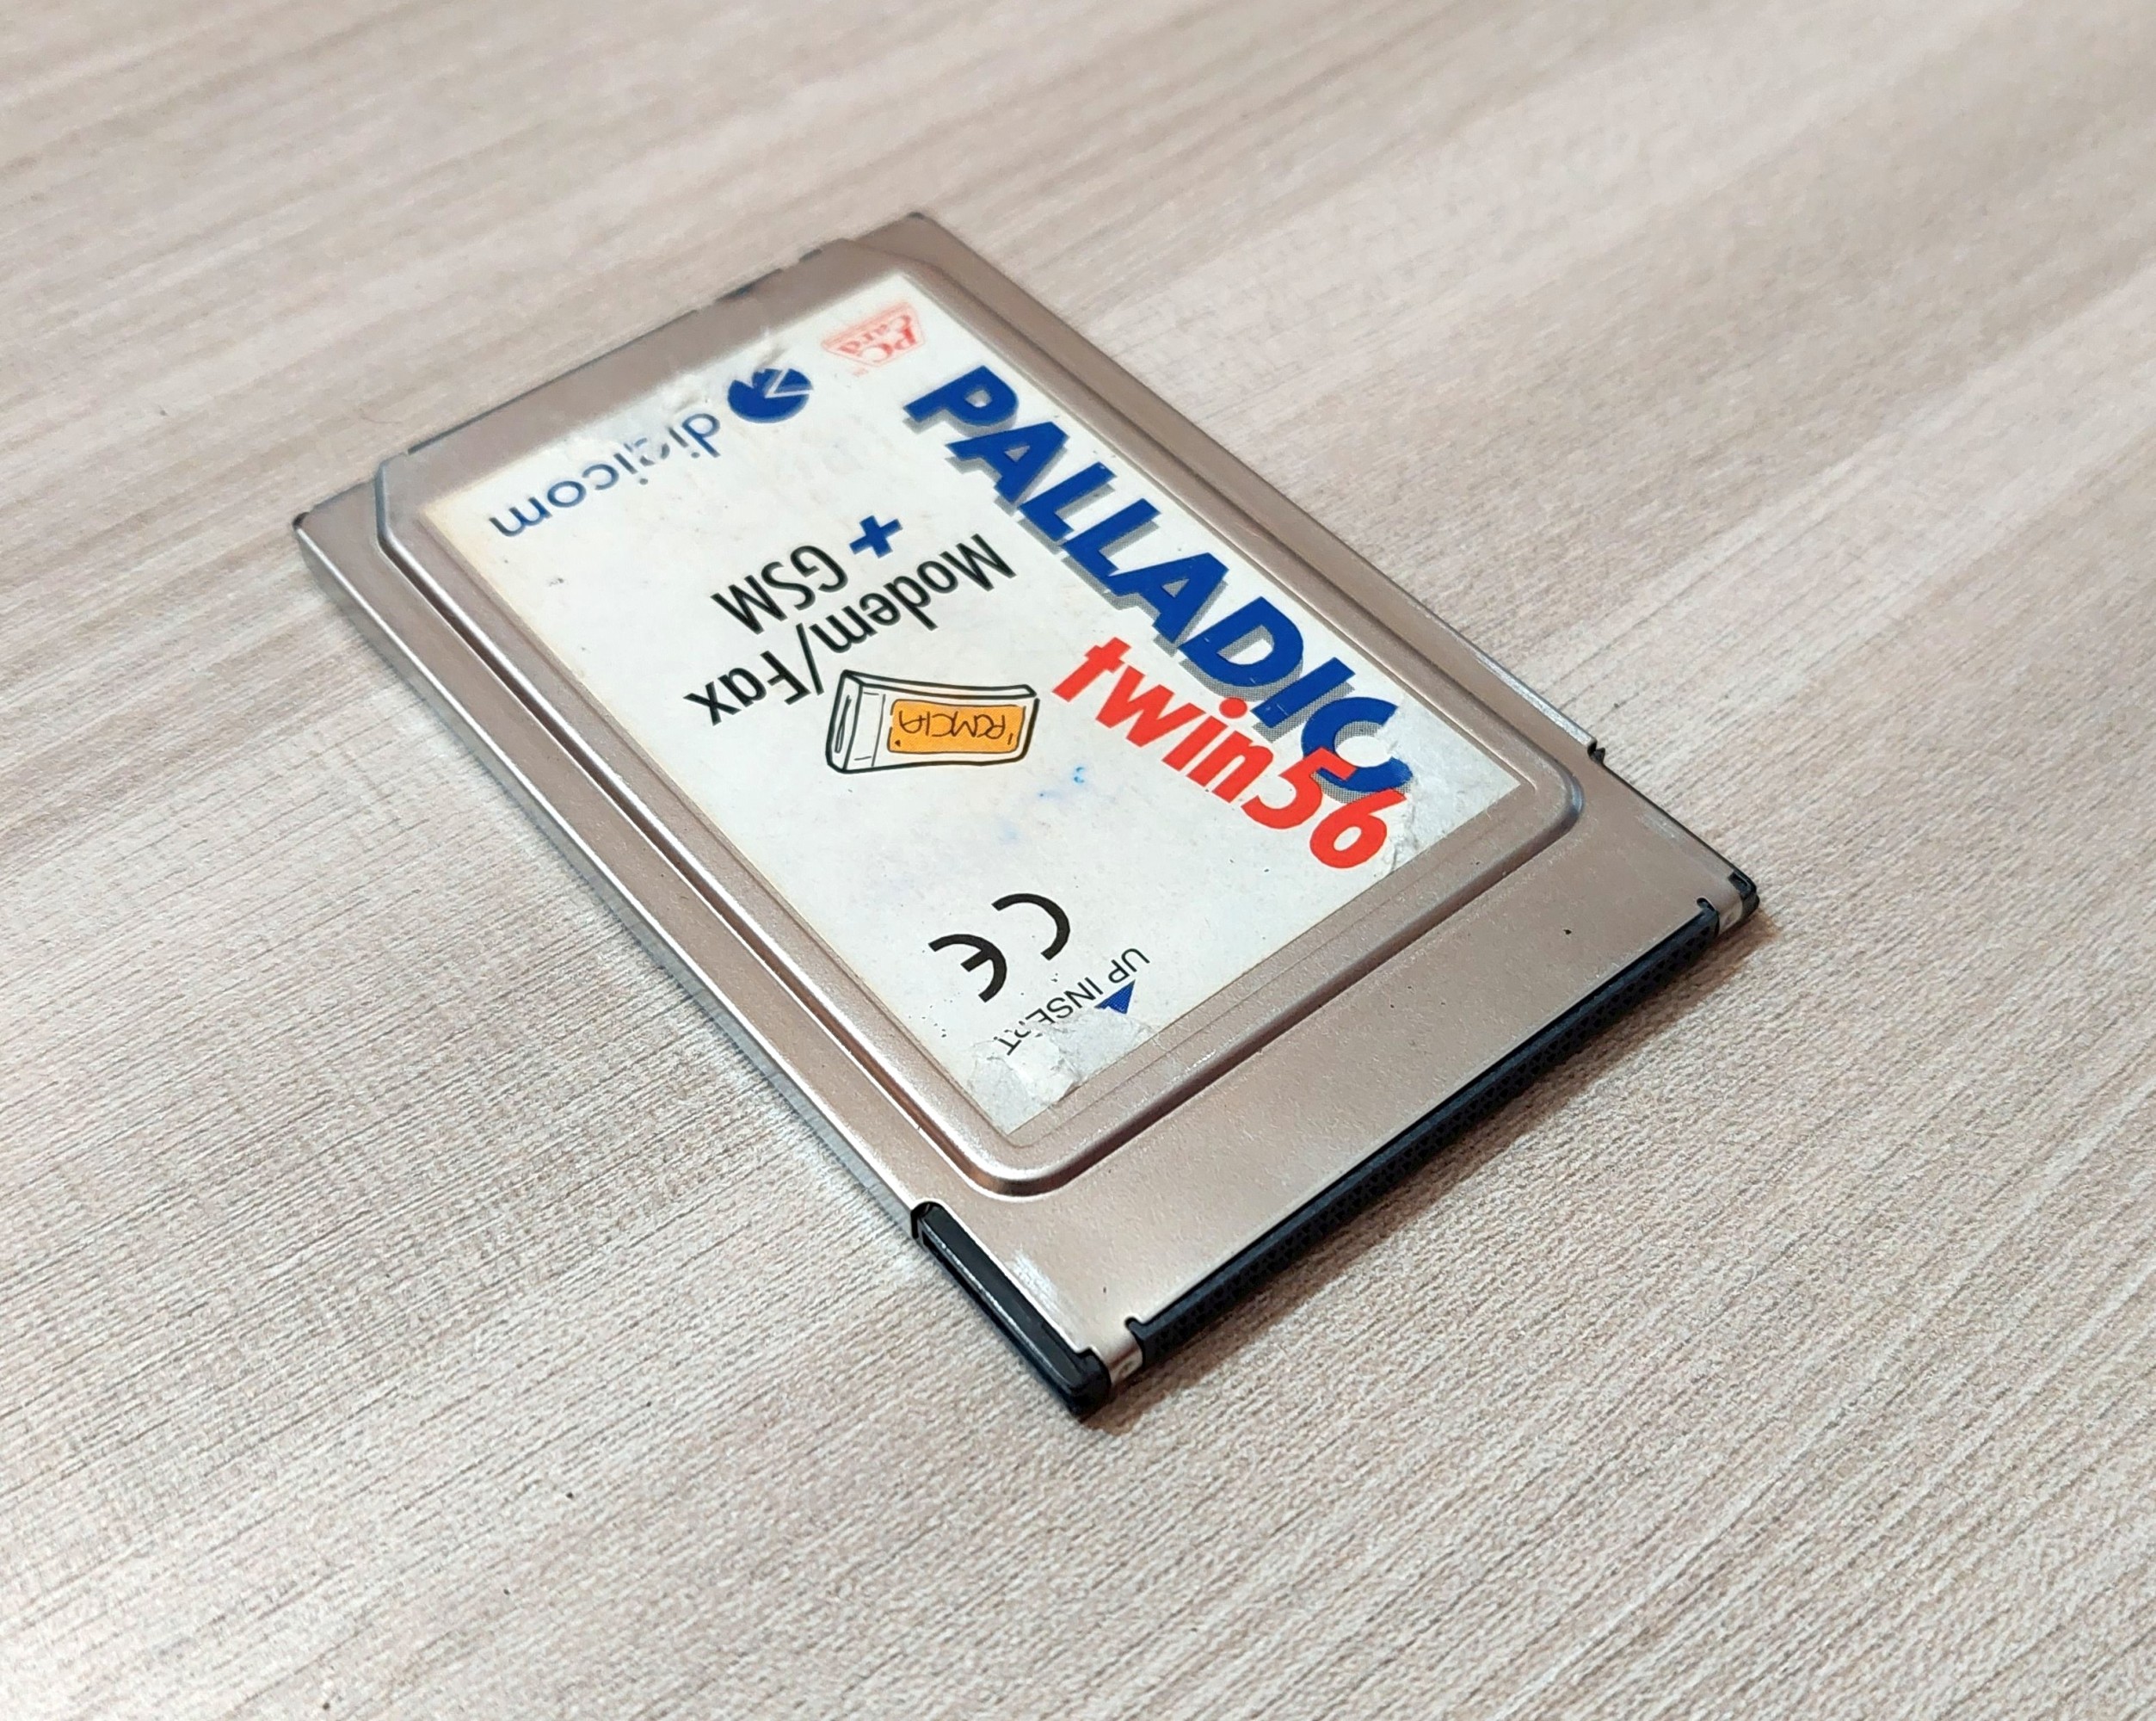 PC
Card
PALLADIO
twin56
digicom
Modem/Fax
+ GSM
PCMCIA
CE
UP INSERT